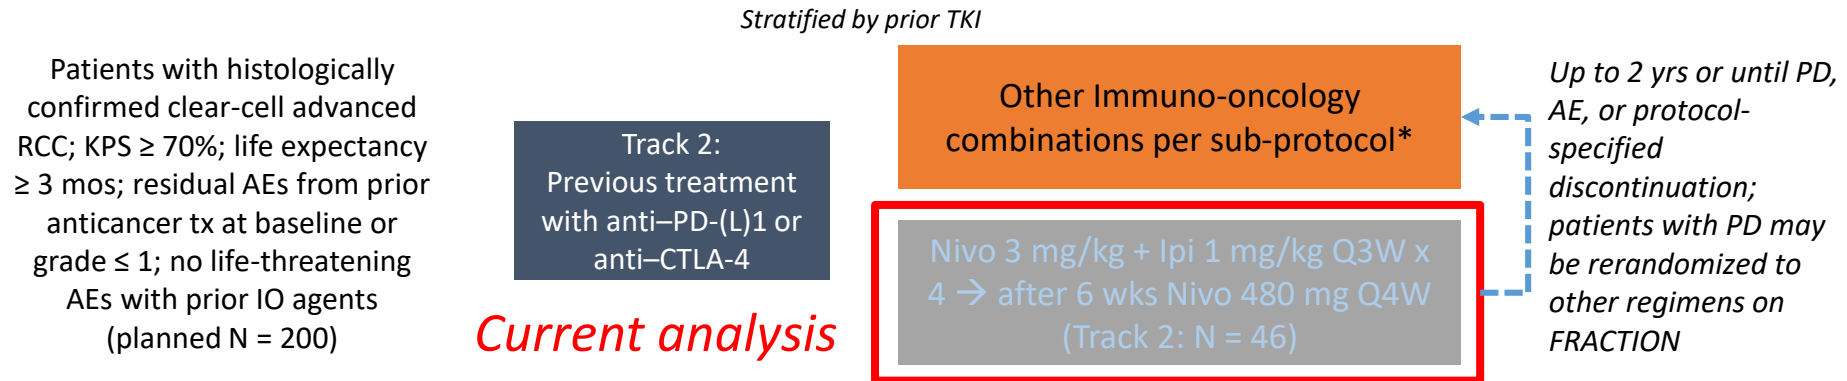 Stratified by prior TKI
Patients with histologically
confirmed clear-cell advanced
RCC; KPS ≥ 70%; life expectancy
≥ 3 mos; residual AEs from prior
anticancer tx at baseline or
grade ≤ 1; no life-threatening
AEs with prior IO agents
(planned N = 200)
Track 2:
Previous treatment
with anti–PD-(L)1 or
anti–CTLA-4
Current analysis
Other Immuno-oncology
combinations per sub-protocol*
Nivo 3 mg/kg + Ipi 1 mg/kg Q3W x
4 → after 6 wks Nivo 480 mg Q4W
(Track 2: N = 46)
Up to 2 yrs or until PD,
AE, or protocol-
specified
discontinuation;
patients with PD may
be rerandomized to
other regimens on
FRACTION